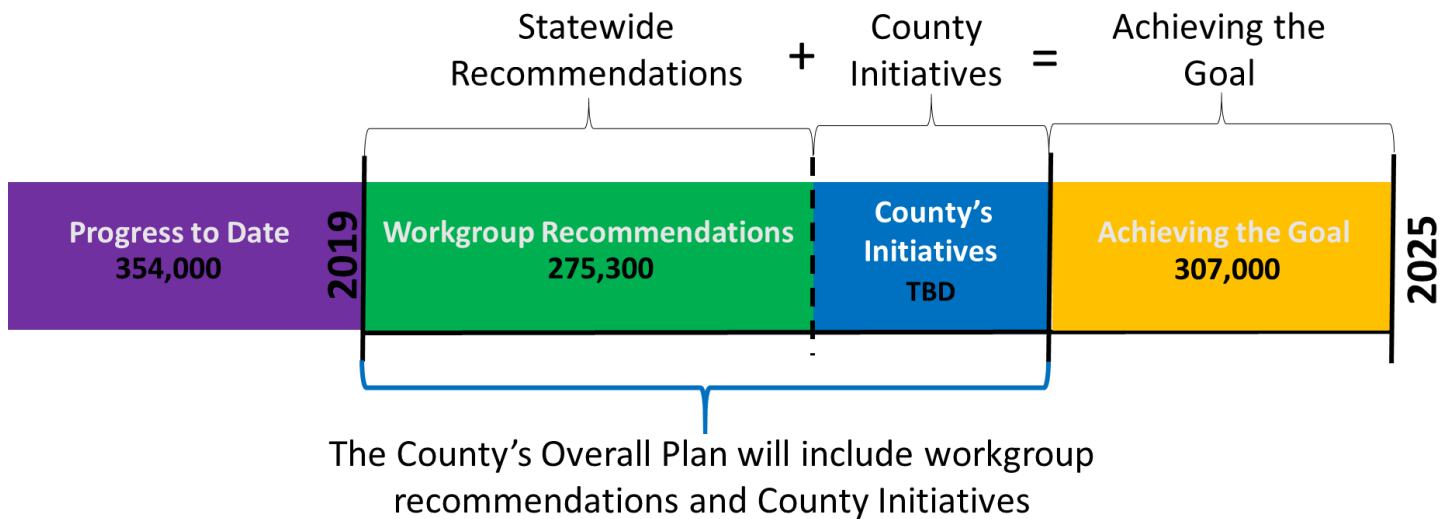 Statewide
Recommendations
+
County
Initiatives
=
Achieving the
Goal
Progress to Date
354,000
2019
Workgroup Recommendations
275,300
County's
Initiatives
TBD
Achieving the Goal
307,000
2025
The County's Overall Plan will include workgroup
recommendations and County Initiatives